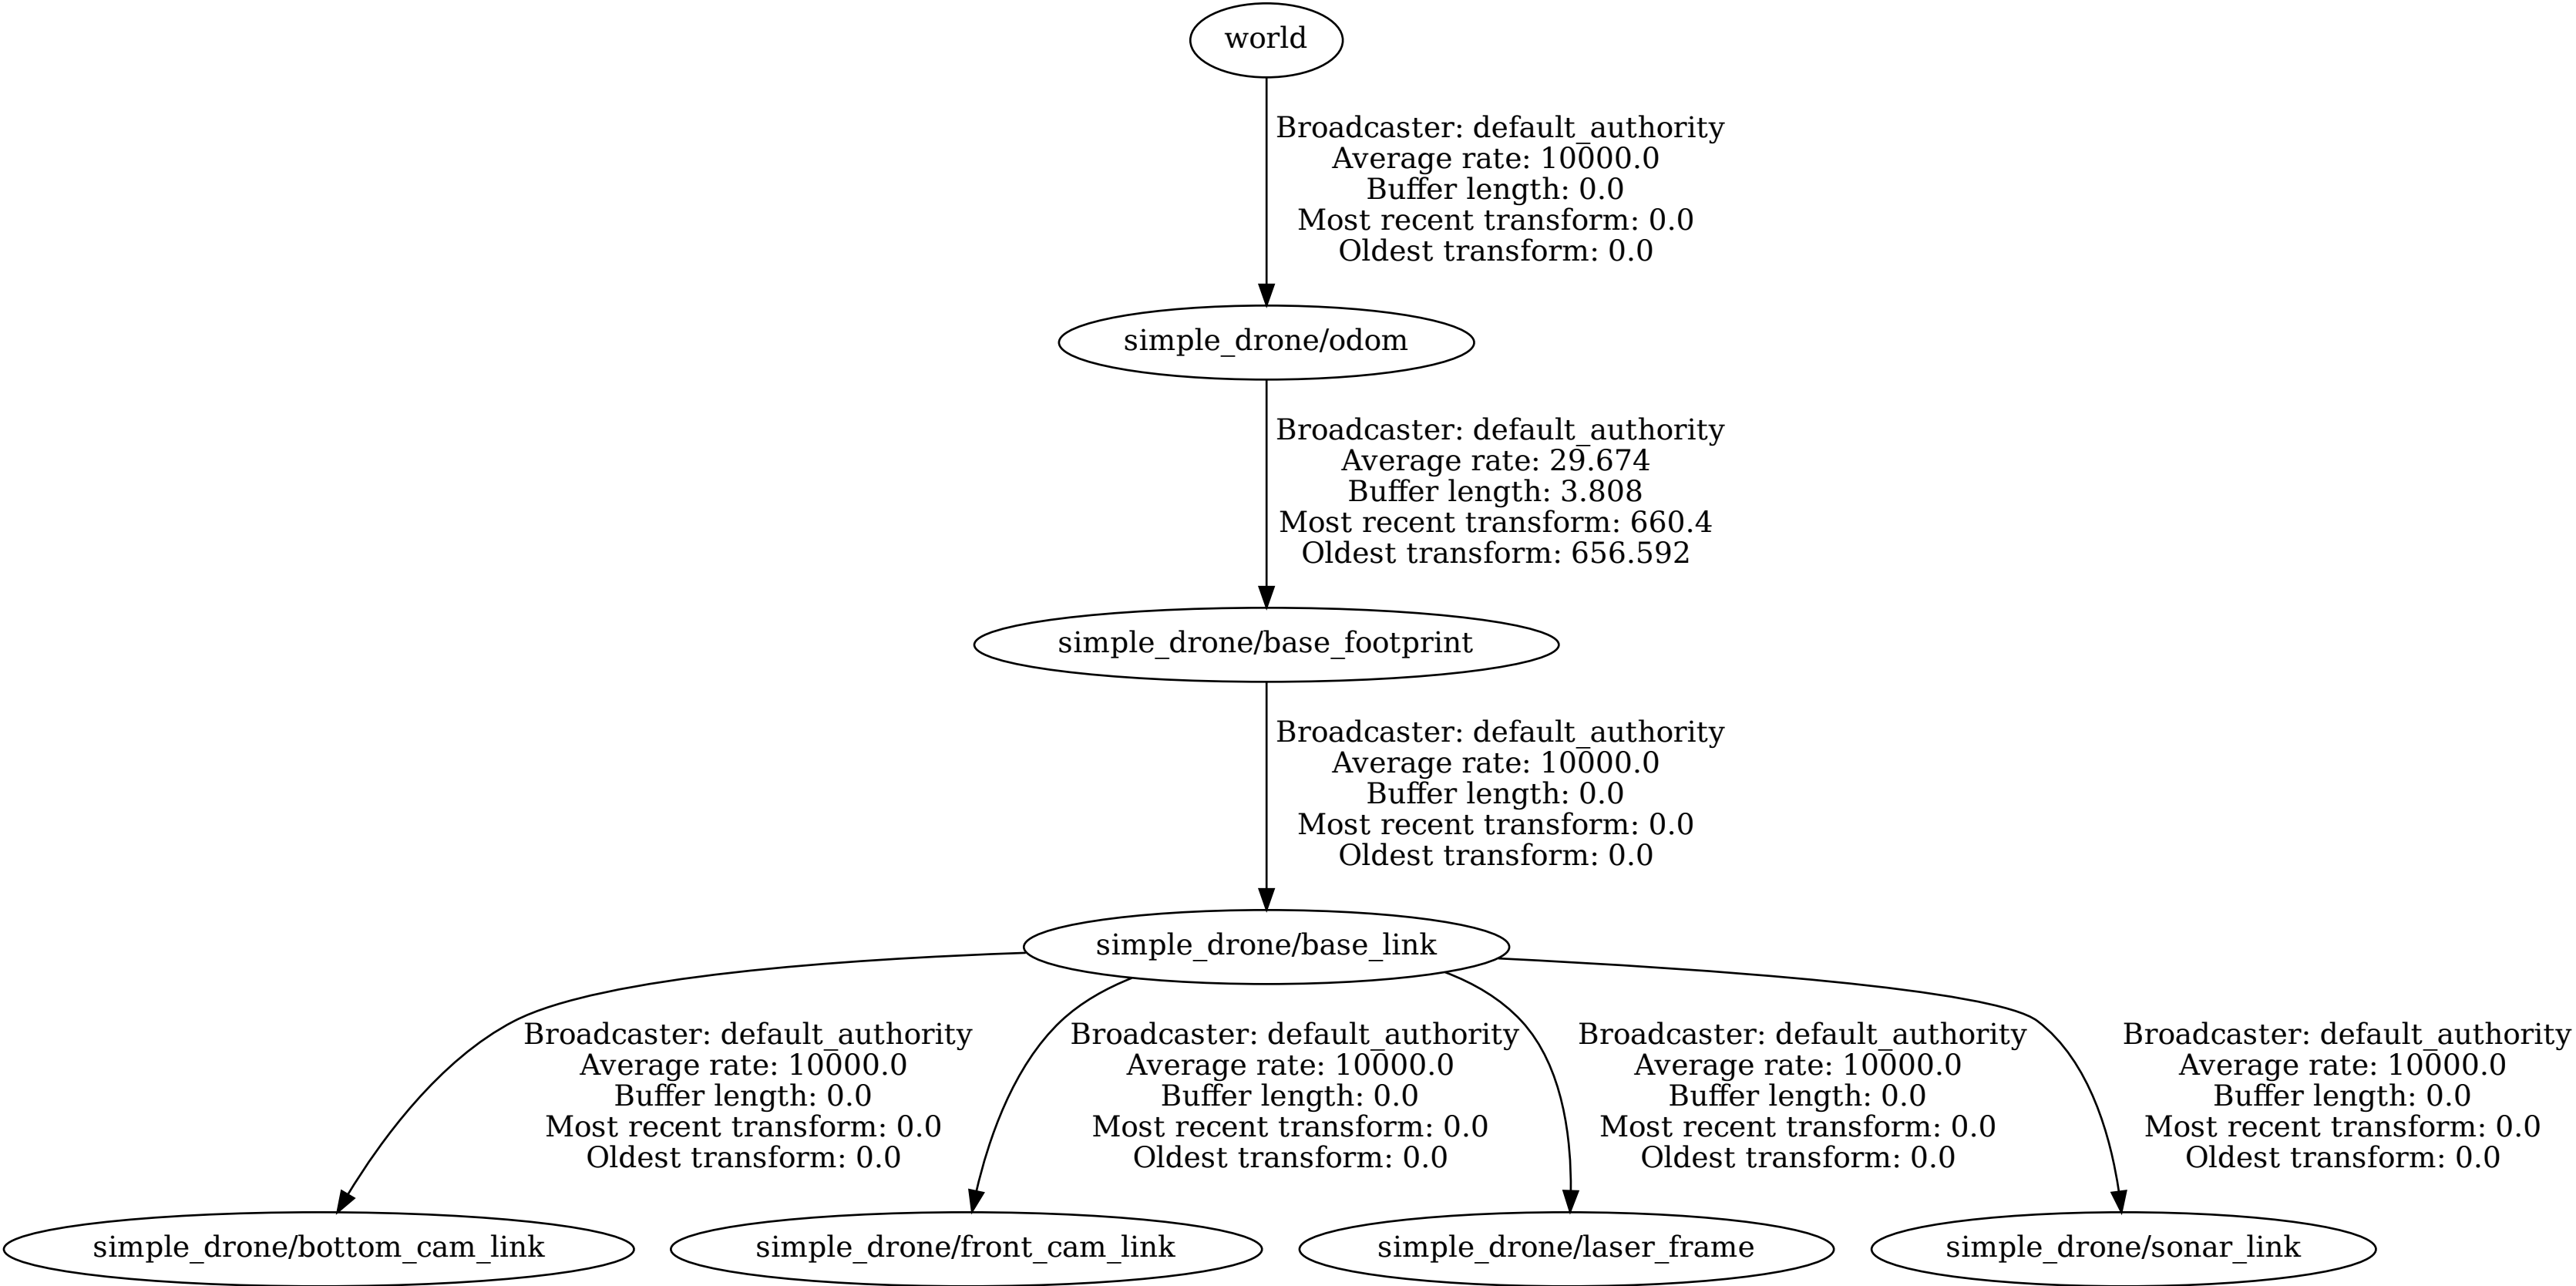 world
Broadcaster: default_authority
Average rate: 10000.0
Buffer length: 0.0
Most recent transform: 0.0
Oldest transform: 0.0
simple_drone/odom
Broadcaster: default_authority
Average rate: 29.674
Buffer length: 3.808
Most recent transform: 660.4
Oldest transform: 656.592
simple_drone/base_footprint
Broadcaster: default_authority
Average rate: 10000.0
Buffer length: 0.0
Most recent transform: 0.0
Oldest transform: 0.0
simple_drone/base_link
Broadcaster: default_authority
Average rate: 10000.0
Buffer length: 0.0
Most recent transform: 0.0
Oldest transform: 0.0
Broadcaster: default_authority
Average rate: 10000.0
Buffer length: 0.0
Most recent transform: 0.0
Oldest transform: 0.0
Broadcaster: default_authority
Average rate: 10000.0
Buffer length: 0.0
Most recent transform: 0.0
Oldest transform: 0.0
Broadcaster: default_authority
Average rate: 10000.0
Buffer length: 0.0
Most recent transform: 0.0
Oldest transform: 0.0
simple_drone/bottom_cam_link
simple_drone/front_cam_link
simple_drone/laser_frame
simple_drone/sonar_link